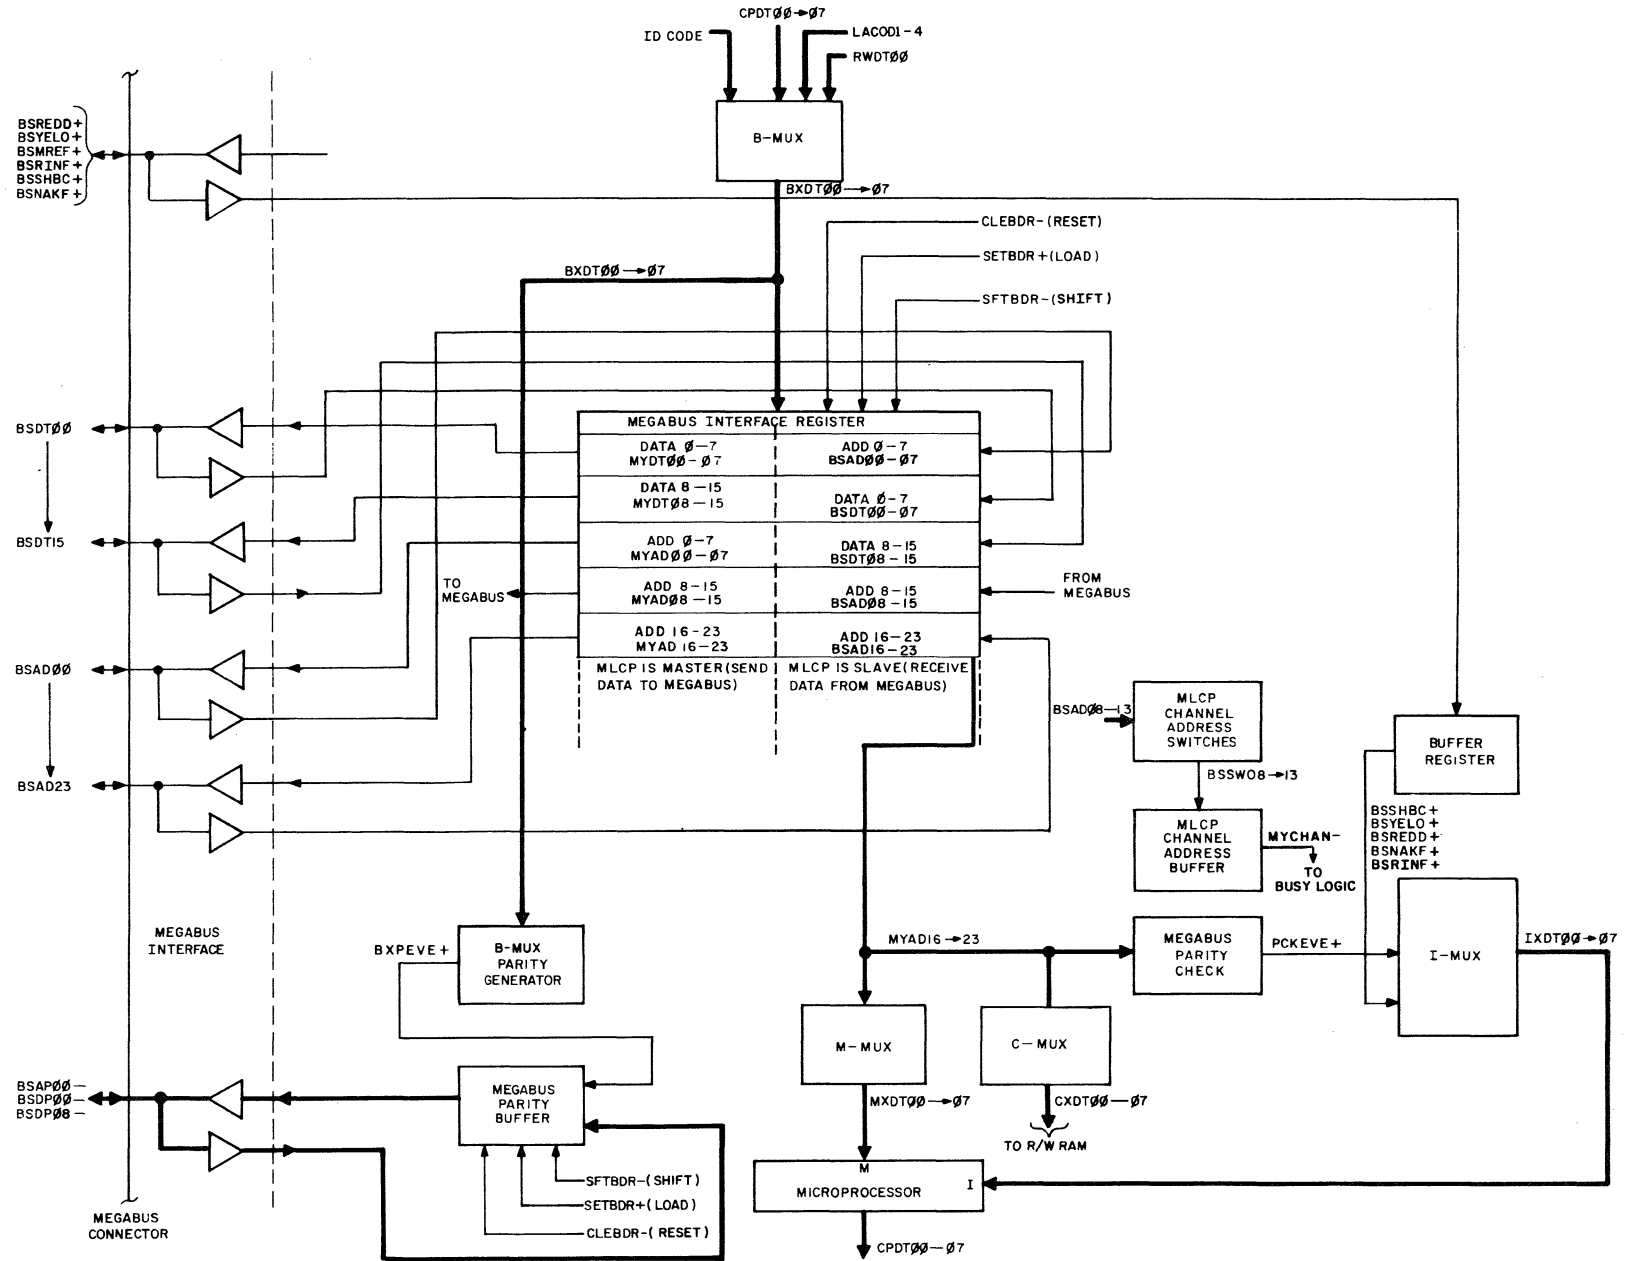 CPDTØØ→Ø7
ID CODE
LACOD1-4
RWDTØØ
B-MUX
BXDTØØ→Ø7
BSREDD+
BSYELO+
BSMREF+
BSRINF+
BSSHBC+
BSNAKF+
CLEBDR-(RESET)
SETBDR+(LOAD)
SFTBDR-(SHIFT)
BXDTØØ→Ø7
MEGABUS INTERFACE REGISTER
DATA Ø-7
MYDTØØ-Ø7
ADD Ø-7
BSADØØ-Ø7
DATA 8-15
MYDTØ8-15
DATA Ø-7
BSDTØØ-Ø7
ADD Ø-7
MYADØØ-Ø7
DATA 8-15
BSDTØ8-15
ADD 8-15
MYADØ8-15
ADD 8-15
BSADØ8-15
ADD 16-23
MYAD 16-23
ADD 16-23
BSAD16-23
MLCP IS MASTER(SEND
DATA TO MEGABUS)
MLCP IS SLAVE(RECEIVE
DATA FROM MEGABUS)
TO
MEGABUS
FROM
MEGABUS
BSDTØØ
BSDT15
BSADØØ
BSAD23
BSADØ8-13
MLCP
CHANNEL
ADDRESS
SWITCHES
BSSWO8→13
MLCP
CHANNEL
ADDRESS
BUFFER
MYCHAN-
TO
BUSY LOGIC
BUFFER
REGISTER
BSSHBC+
BSYELO+
BSREDD+
BSNAKF+
BSRINF+
MEGABUS
INTERFACE
BXPEVE+
B-MUX
PARITY
GENERATOR
MYAD16→23
MEGABUS
PARITY
CHECK
PCKEVE+
I-MUX
IXDTØØ→Ø7
M-MUX
C-MUX
MXDTØØ→Ø7
CXDTØØ-Ø7
TO R/W RAM
BSAPØØ-
BSDPØØ-
BSDPØ8-
MEGABUS
PARITY
BUFFER
SFTBDR-(SHIFT)
SETBDR+(LOAD)
CLEBDR-(RESET)
M
MICROPROCESSOR
I
CPDTØØ-Ø7
MEGABUS
CONNECTOR